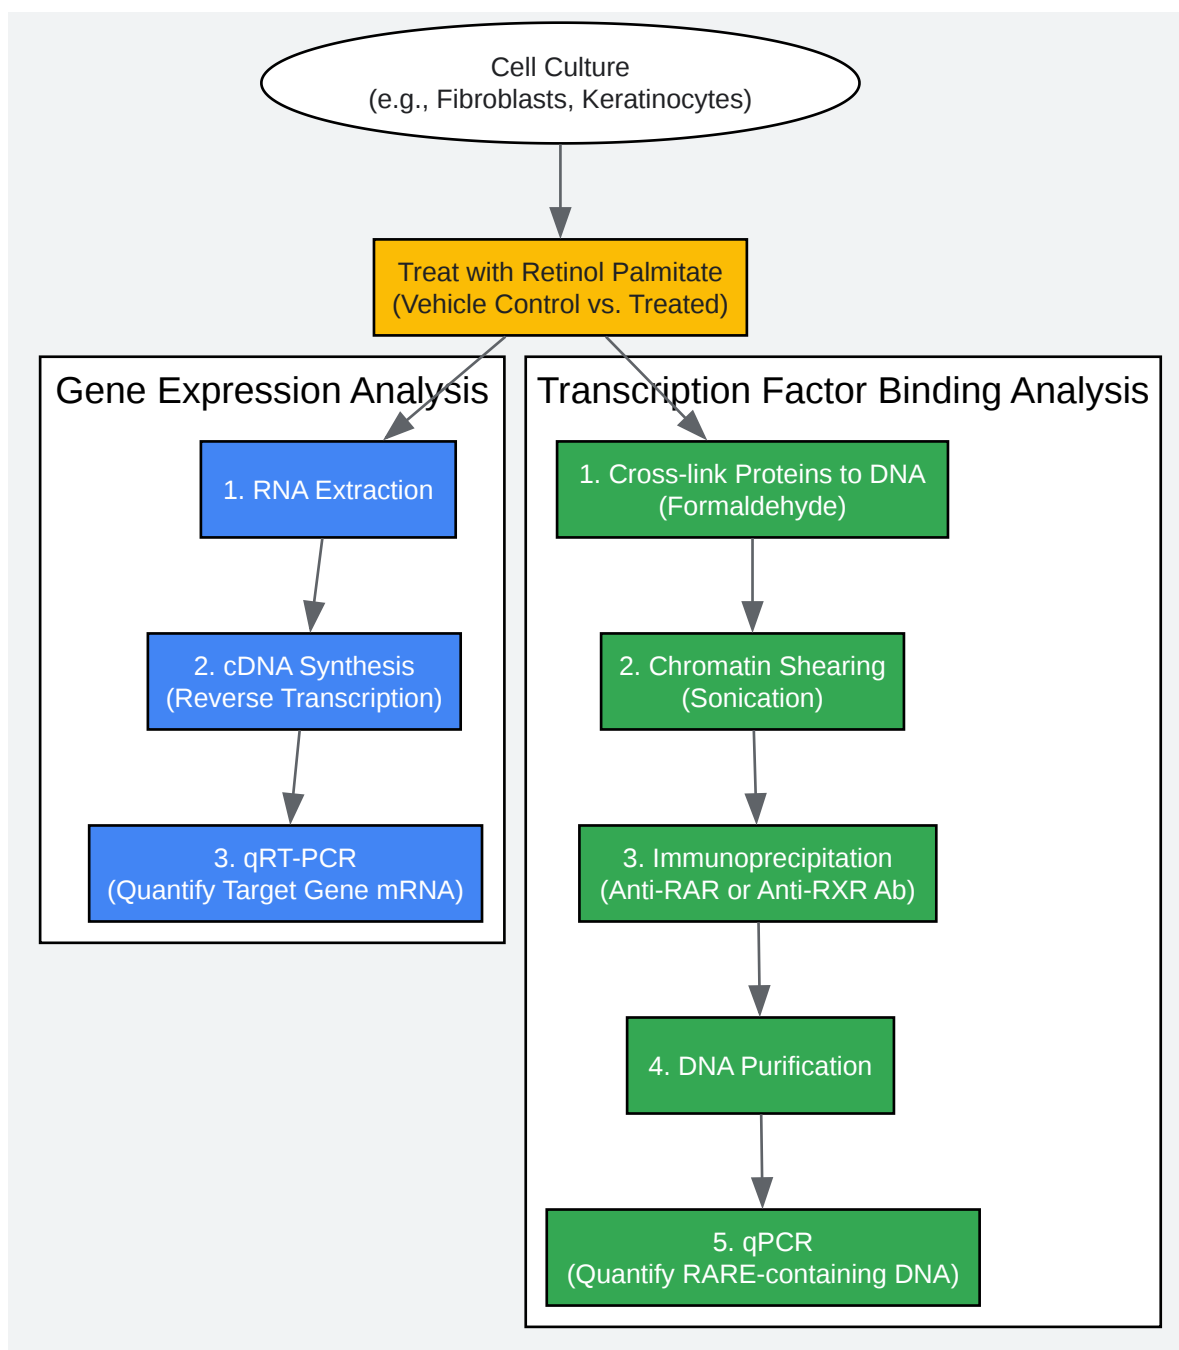 Cell Culture
(e.g., Fibroblasts, Keratinocytes)
Treat with Retinol Palmitate
(Vehicle Control vs. Treated)
Gene Expression Analysis
1. RNA Extraction
2. cDNA Synthesis
(Reverse Transcription)
3. qRT-PCR
(Quantify Target Gene mRNA)
Transcription Factor Binding Analysis
1. Cross-link Proteins to DNA
(Formaldehyde)
2. Chromatin Shearing
(Sonication)
3. Immunoprecipitation
(Anti-RAR or Anti-RXR Ab)
4. DNA Purification
5. qPCR
(Quantify RARE-containing DNA)